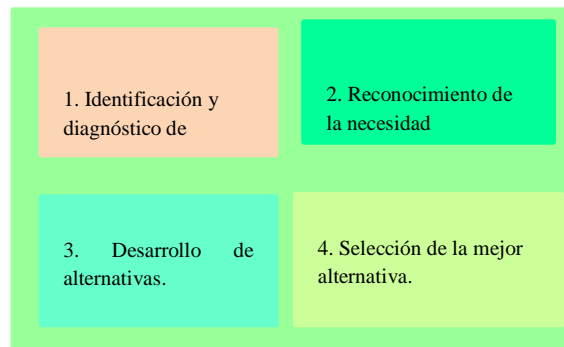 1. Identificación y
diagnóstico de
2. Reconocimiento de
la necesidad
3. Desarrollo de
alternativas.
4. Selección de la mejor
alternativa.